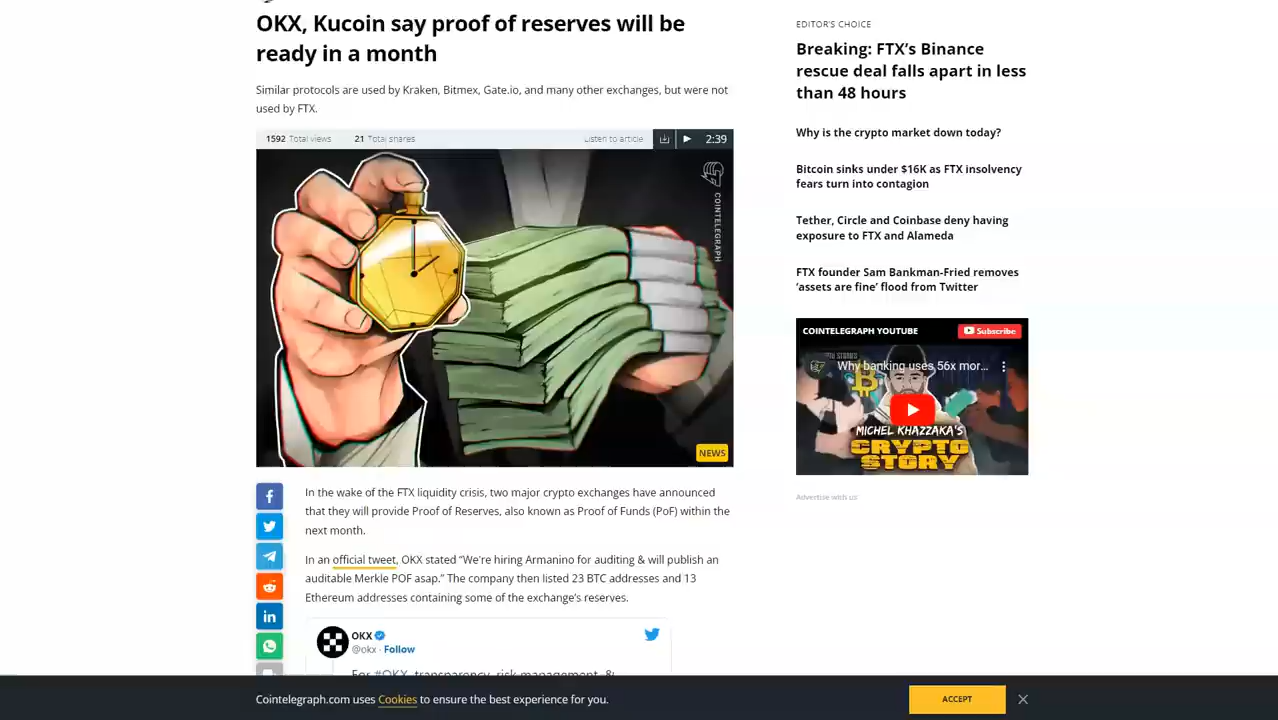 OKX, Kucoin say proof of reserves will be
ready in a month
Similar protocols are used by Kraken, Bitmex, Gate.io, and many other exchanges, but were not
used by FTX.
1592 Total views
21 Total shares
Listen to article
2:39
COINTELEGRAPH
NEWS
In the wake of the FTX liquidity crisis, two major crypto exchanges have announced
that they will provide Proof of Reserves, also known as Proof of Funds (PoF) within the
next month.
In an official tweet, OKX stated “We're hiring Armanino for auditing & will publish an
auditable Merkle POF asap.” The company then listed 23 BTC addresses and 13
Ethereum addresses containing some of the exchange’s reserves.
OKX
@okx · Follow
For #OKX, transparency, risk management, &
EDITOR’S CHOICE
Breaking: FTX’s Binance
rescue deal falls apart in less
than 48 hours
Why is the crypto market down today?
Bitcoin sinks under $16K as FTX insolvency
fears turn into contagion
Tether, Circle and Coinbase deny having
exposure to FTX and Alameda
FTX founder Sam Bankman-Fried removes
‘assets are fine’ flood from Twitter
COINTELEGRAPH YOUTUBE
Subscribe
Why banking uses 56x mor...
MICHEL KHAZZAKA'S
CRYPTO
STORY
Advertise with us
Cointelegraph.com uses Cookies to ensure the best experience for you.
ACCEPT